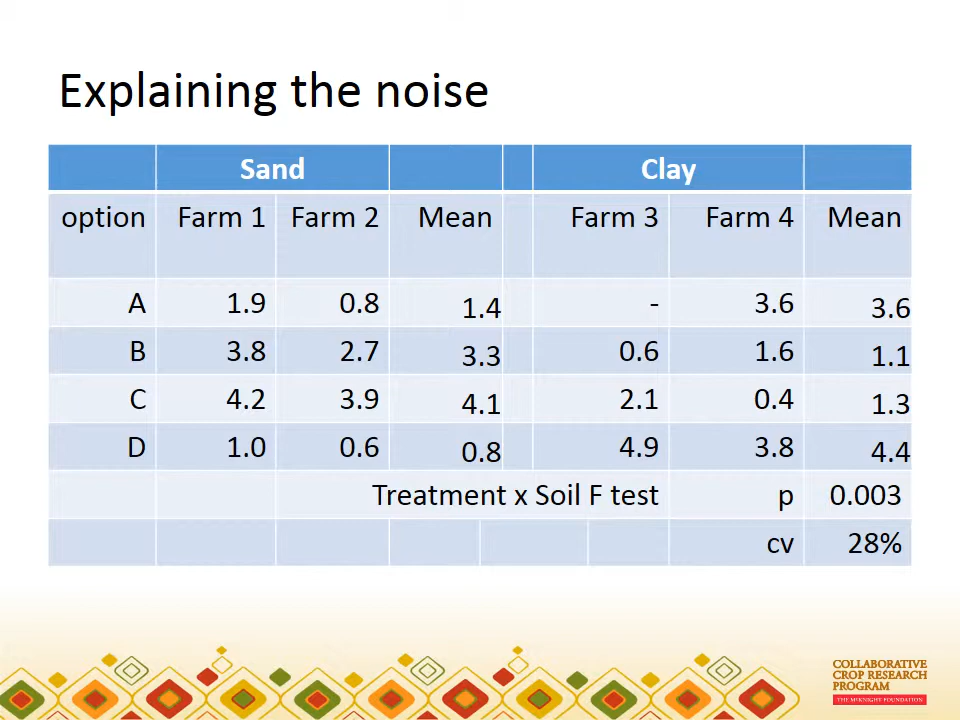 Explaining the noise
Sand Clay
option Farm 1 Farm 2 Mean Farm 3 Farm 4 Mean
A 1.9 0.8 1.4 - 3.6 3.6
B 3.8 2.7 3.3 0.6 1.6 1.1
C 4.2 3.9 4.1 2.1 0.4 1.3
D 1.0 0.6 0.8 4.9 3.8 4.4
Treatment x Soil F test p 0.003
cv 28%
COLLABORATIVE
CROP RESEARCH
PROGRAM
THE MCKNIGHT FOUNDATION